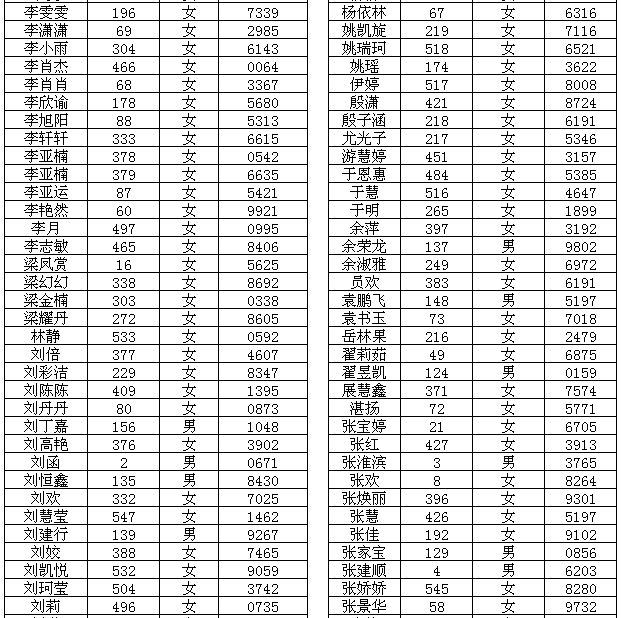 李雯雯 196 女 7339 杨依林 67 女 6316
李潇潇 69 女 2985 姚凯旋 219 女 7116
李小雨 304 女 6143 姚瑞珂 518 女 6521
李肖杰 466 女 0064 姚瑶 174 女 3622
李肖肖 68 女 3367 伊婷 517 女 8008
李欣谕 178 女 5680 殷潇 421 女 8724
李旭阳 88 女 5313 殷子涵 218 女 6191
李轩轩 333 女 6615 尤光子 217 女 5346
李亚楠 378 女 0542 游慧婷 451 女 3157
李亚楠 379 女 6635 于恩惠 484 女 5385
李亚运 87 女 5421 于慧 516 女 4647
李艳然 60 女 9921 于明 265 女 1899
李月 497 女 0995 余萍 397 女 3192
李志敏 465 女 8406 余荣龙 137 男 9802
梁凤赏 16 女 5625 余淑雅 249 女 6972
梁幻幻 338 女 8692 员欢 383 女 6191
梁金楠 303 女 0338 袁鹏飞 148 男 5197
梁耀丹 272 女 8605 袁书玉 73 女 7018
林静 533 女 0592 岳林果 216 女 2479
刘倍 377 女 4607 翟莉茹 49 女 6875
刘彩洁 229 女 8347 翟昱凯 124 男 0159
刘陈陈 409 女 1395 展慧鑫 371 女 7574
刘丹丹 80 女 0873 湛扬 72 女 5771
刘丁嘉 156 男 1048 张宝婷 21 女 6705
刘高艳 376 女 3902 张红 427 女 3913
刘函 2 男 0671 张淮滨 3 男 3765
刘恒鑫 135 男 8430 张欢 8 女 8264
刘欢 332 女 7025 张焕丽 396 女 9301
刘慧莹 547 女 1462 张慧 426 女 5197
刘建行 139 男 9267 张佳 192 女 9102
刘姣 388 女 7465 张家宝 129 男 0856
刘凯悦 532 女 9059 张建顺 4 男 6203
刘珂莹 504 女 3742 张娇娇 545 女 8280
刘莉 496 女 0735 张景华 58 女 9732